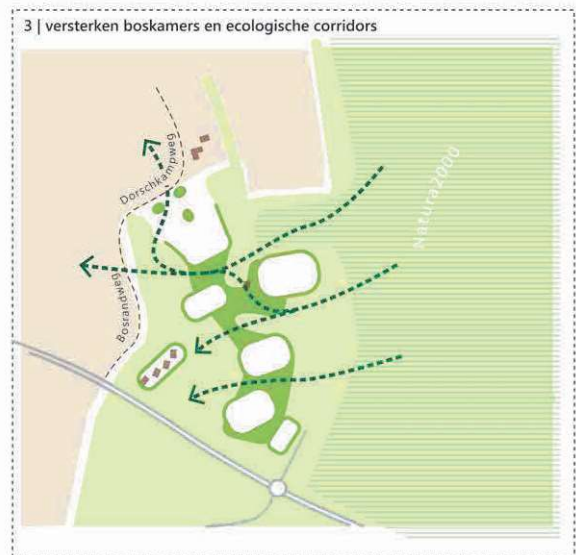 3 | versterken boskamers en ecologische corridors
Dorschkampweg
Natura2000
Bosrandweg